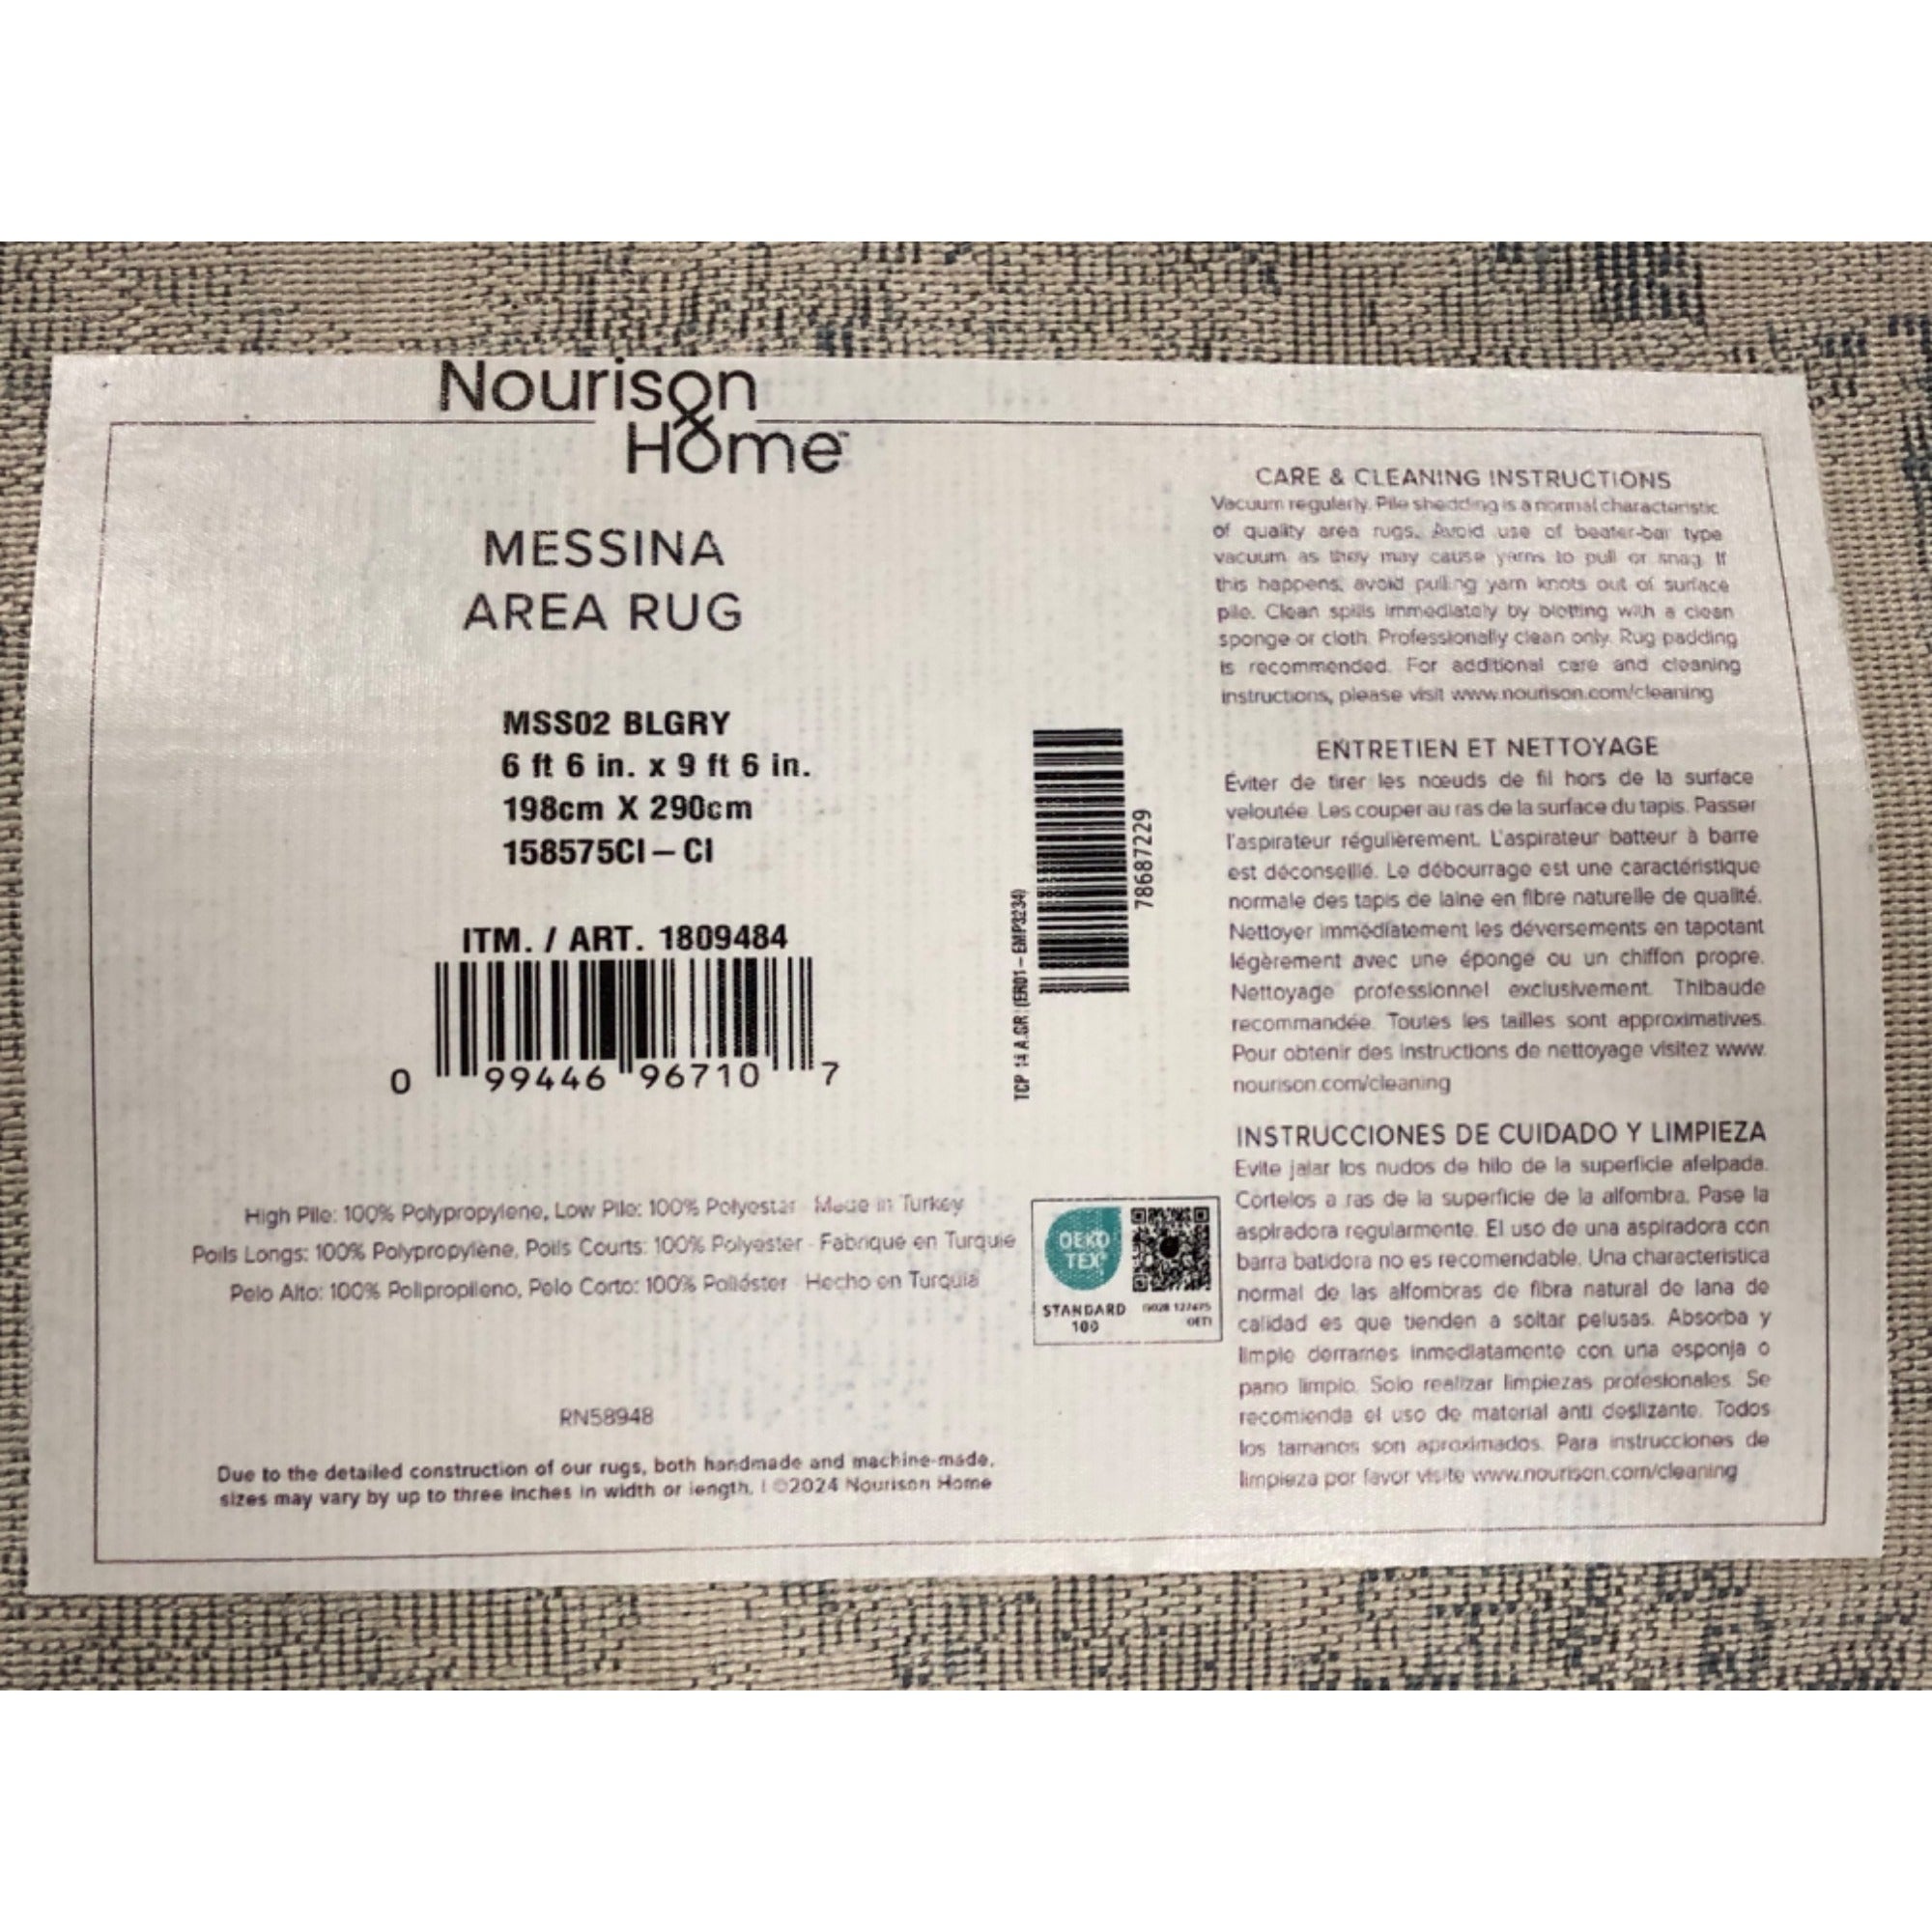 Nourison
& Home™
MESSINA
AREA RUG
MSS02 BLGRY
6 ft 6 in. x 9 ft 6 in.
198cm X 290cm
158575CI – CI
ITM. / ART. 1809484
0 99446 96710 7
High Pile: 100% Polypropylene, Low Pile: 100% Polyester · Made in Turkey
Poils Longs: 100% Polypropylène, Poils Courts: 100% Polyester · Fabriqué en Turquie
Pelo Alto: 100% Polipropileno, Pelo Corto: 100% Poliéster · Hecho en Turquia
RN58948
Due to the detailed construction of our rugs, both handmade and machine-made,
sizes may vary by up to three inches in width or length. | ©2024 Nourison Home
TCP 14 A.GR (ER01 – EMP3234)
78687229
OEKO
TEX®
STANDARD
100
OETI
CARE & CLEANING INSTRUCTIONS
Vacuum regularly. Pile shedding is a normal characteristic
of quality area rugs. Avoid use of beater-bar type
vacuum as they may cause yarns to pull or snag. If
this happens, avoid pulling yarn knots out of surface
pile. Clean spills immediately by blotting with a clean
sponge or cloth. Professionally clean only. Rug padding
is recommended. For additional care and cleaning
instructions, please visit www.nourison.com/cleaning
ENTRETIEN ET NETTOYAGE
Éviter de tirer les nœuds de fil hors de la surface
veloutée. Les couper au ras de la surface du tapis. Passer
l'aspirateur régulièrement. L'aspirateur batteur à barre
est déconseillé. Le débourrage est une caractéristique
normale des tapis de laine en fibre naturelle de qualité.
Nettoyer immédiatement les déversements en tapotant
légèrement avec une éponge ou un chiffon propre.
Nettoyage professionnel exclusivement. Thibaude
recommandée. Toutes les tailles sont approximatives.
Pour obtenir des instructions de nettoyage visitez www.
nourison.com/cleaning
INSTRUCCIONES DE CUIDADO Y LIMPIEZA
Evite jalar los nudos de hilo de la superficie afelpada.
Córtelos a ras de la superficie de la alfombra. Pase la
aspiradora regularmente. El uso de una aspiradora con
barra batidora no es recomendable. Una characteristica
normal de las alfombras de fibra natural de lana de
calidad es que tienden a soltar pelusas. Absorba y
limpie derrames inmediatamente con una esponja o
pano limpio. Solo realizar limpiezas profesionales. Se
recomienda el uso de material anti deslizante. Todos
los tamanos son aproximados. Para instrucciones de
limpieza por favor visite www.nourison.com/cleaning